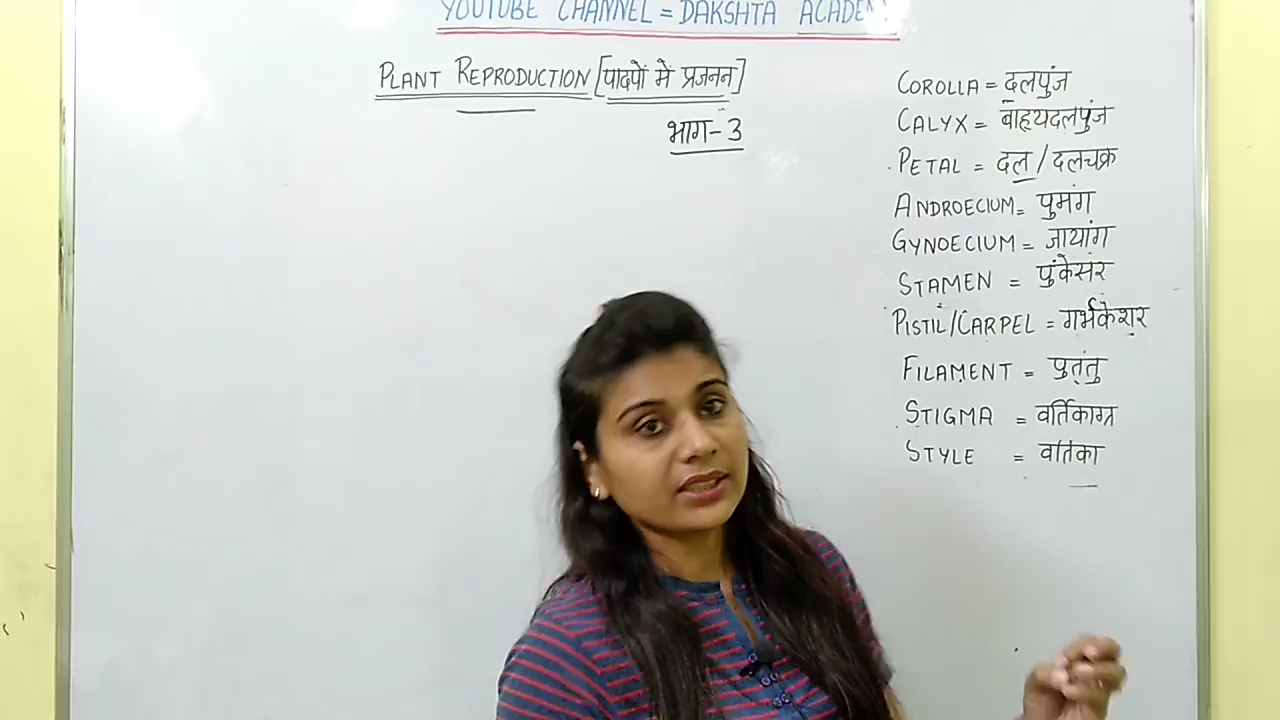 YOUTUBE CHANNEL = DAKSHTA ACADEM
PLANT REPRODUCTION [पादपों में प्रजनन]
भाग-3
COROLLA = दलपुंज
CALYX = बाह्यदलपुंज
PETAL = दल/दलचक्र
ANDROECIUM = पुमंग
GYNOECIUM = जायांग
STAMEN = पुंकेसर
PISTIL/CARPEL = गर्भकेशर
FILAMENT = पुतंतु
STIGMA = वर्तिकाग्र
STYLE = वर्तिका